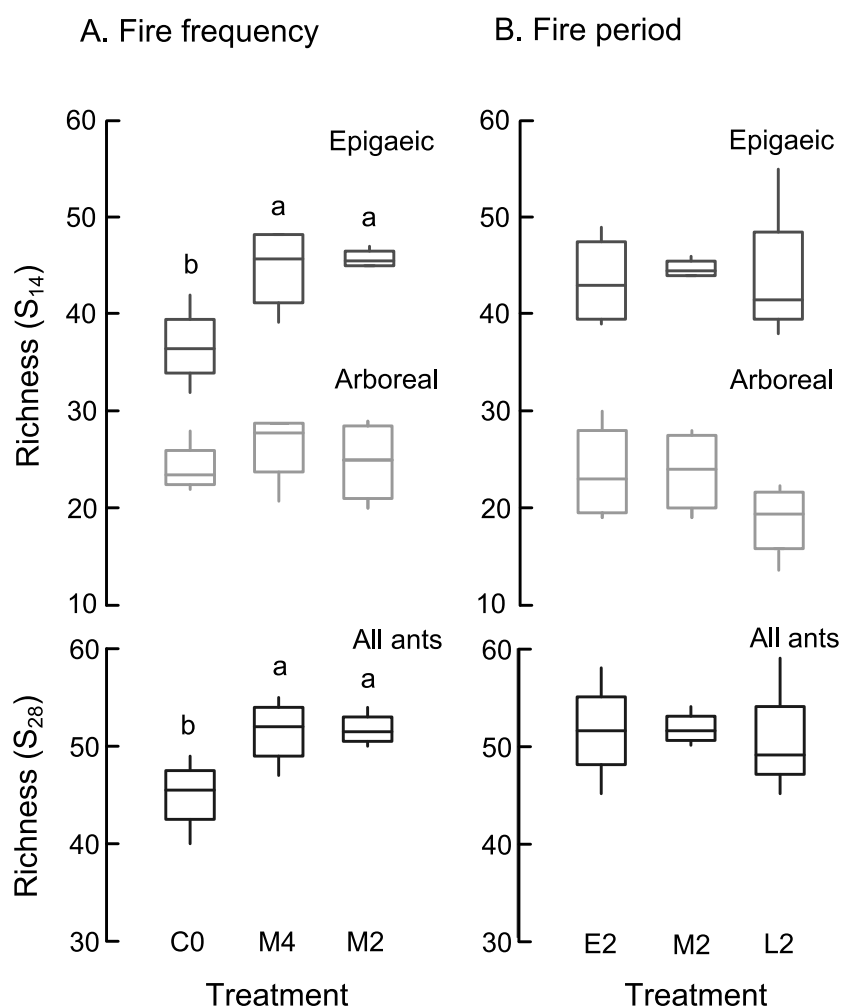 A. Fire frequency
B. Fire period
60
Epigaeic
a
a
50
b
40
Arboreal
30
20
10
Richness (S14)
60
Epigaeic
50
40
Arboreal
30
20
10
60
All ants
a
a
b
50
40
30
Richness (S28)
C0 M4 M2
Treatment
60
All ants
50
40
30
E2 M2 L2
Treatment